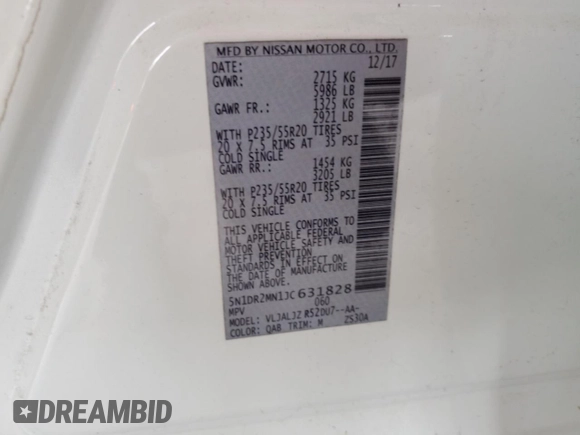 MFD BY NISSAN MOTOR CO., LTD.
DATE: 12/17
GVWR: 2715 KG
5986 LB
GAWR FR.: 1325 KG
2921 LB
WITH P235/55R20 TIRES
20 X 7.5 RIMS AT 35 PSI
COLD SINGLE
GAWR RR.: 1454 KG
3205 LB
WITH P235/55R20 TIRES
20 X 7.5 RIMS AT 35 PSI
COLD SINGLE
THIS VEHICLE CONFORMS TO
ALL APPLICABLE FEDERAL
MOTOR VEHICLE SAFETY AND
THEFT PREVENTION
STANDARDS IN EFFECT ON
THE DATE OF MANUFACTURE
SHOWN ABOVE.
5N1DR2MN1JC631828
MPV 060
MODEL: VLJALJZ R52DU7--AA-
COLOR: QAB TRIM: M ZS30A
DREAMBID